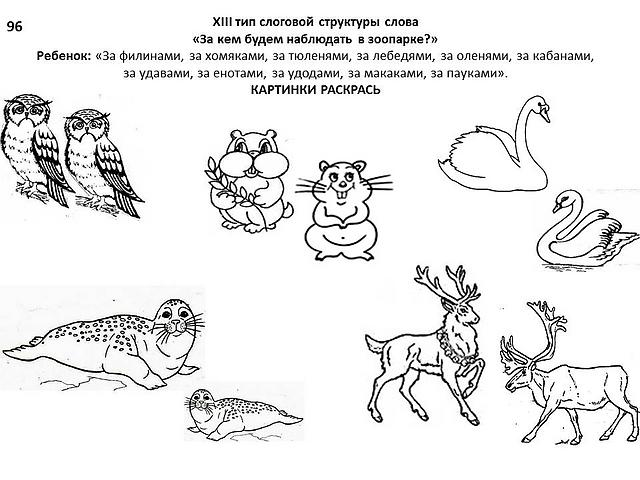 96
XIII тип слоговой структуры слова
«За кем будем наблюдать в зоопарке?»
Ребенок: «За филинами, за хомяками, за тюленями, за лебедями, за оленями, за кабанами,
за удавами, за енотами, за удодами, за макаками, за пауками».
КАРТИНКИ РАСКРАСЬ